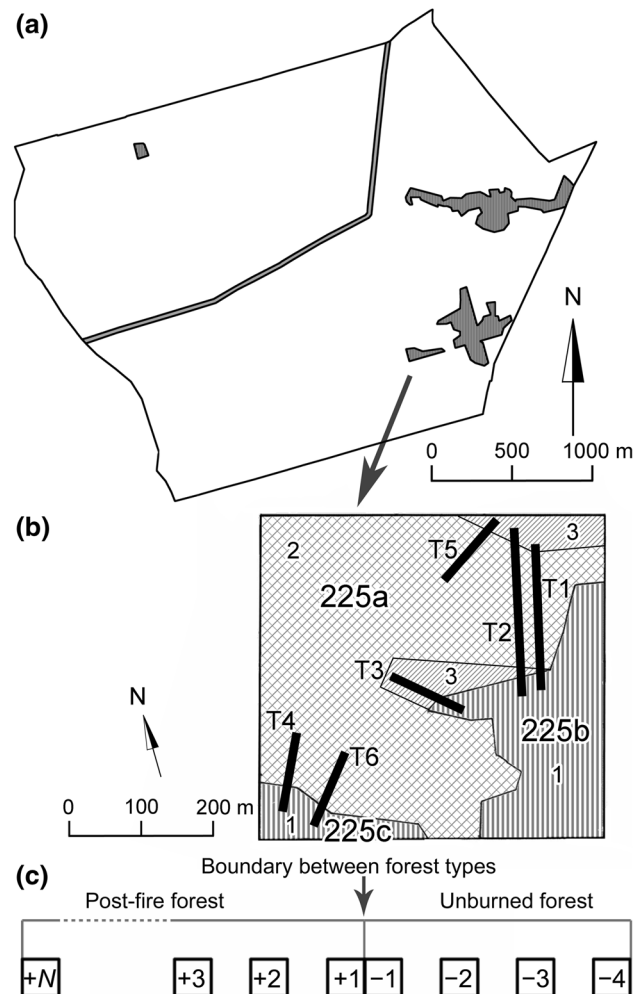 (a)
N
0 500 1000 m
(b)
2
3
T5
T1
225a
T2
T3
3
N
225b
T4
T6
1
0 100 200 m
1
225c
Boundary between forest types
(c)
Post-fire forest
Unburned forest
+N
+3
+2
+1
−1
−2
−3
−4